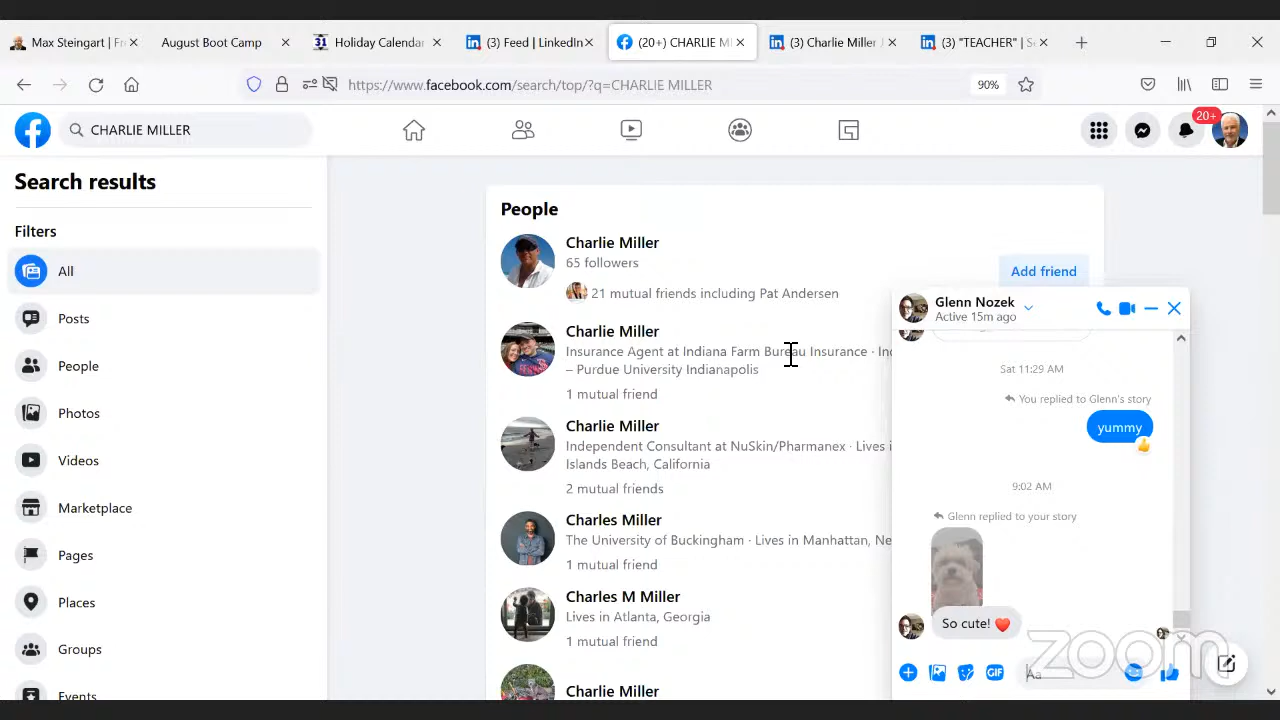 Max Steingart | Fr
August Boot Camp
31 Holiday Calenda
in (3) Feed | LinkedIn
(20+) CHARLIE MI
in (3) Charlie Miller
in (3) "TEACHER" | S
https://www.facebook.com/search/top/?q=CHARLIE MILLER
90%
CHARLIE MILLER
20+
Search results
Filters
All
Posts
People
Photos
Videos
Marketplace
Pages
Places
Groups
Events
People
Charlie Miller
65 followers
21 mutual friends including Pat Andersen
Add friend
Charlie Miller
Insurance Agent at Indiana Farm Bureau Insurance · Inc
– Purdue University Indianapolis
1 mutual friend
Charlie Miller
Independent Consultant at NuSkin/Pharmanex · Lives i
Islands Beach, California
2 mutual friends
Charles Miller
The University of Buckingham · Lives in Manhattan, Ne
1 mutual friend
Charles M Miller
Lives in Atlanta, Georgia
1 mutual friend
Charlie Miller
Glenn Nozek
Active 15m ago
Sat 11:29 AM
You replied to Glenn's story
yummy
9:02 AM
Glenn replied to your story
So cute! ❤️
GIF
Aa
zoom